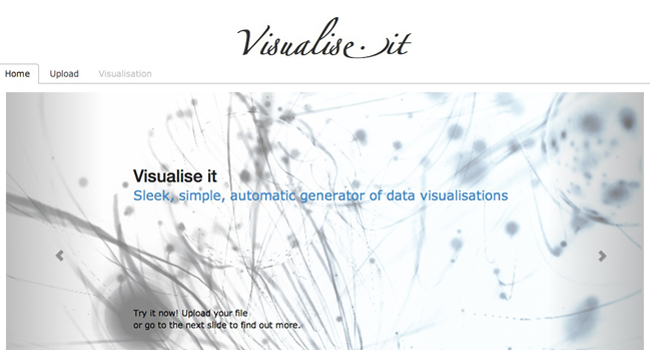 Visualise.it
Home Upload Visualisation
Visualise it
Sleek, simple, automatic generator of data visualisations
Try it now! Upload your file
or go to the next slide to find out more.